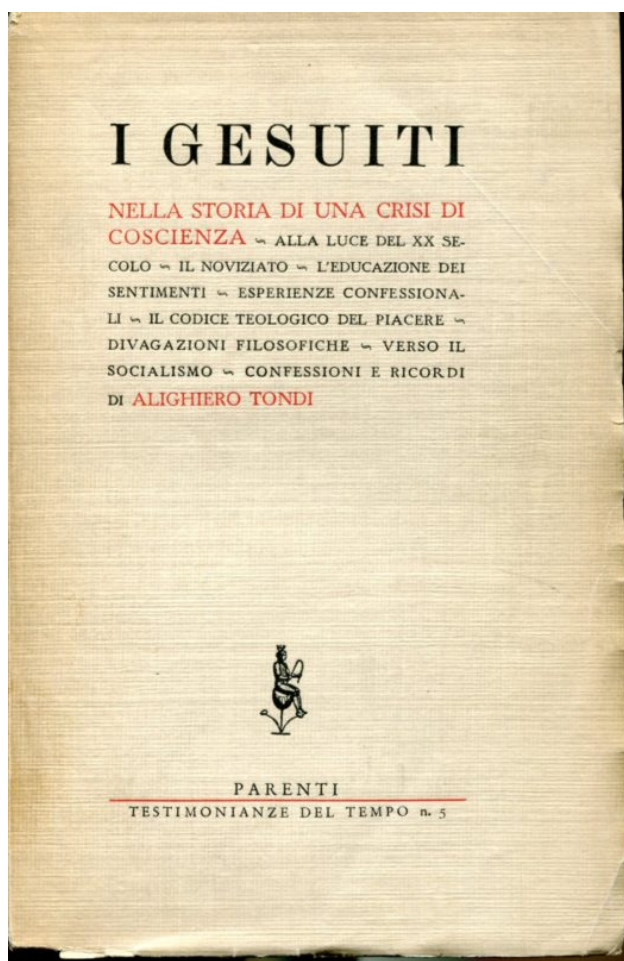 I GESUITI
NELLA STORIA DI UNA CRISI DI
COSCIENZA ~ ALLA LUCE DEL XX SE-
COLO ~ IL NOVIZIATO ~ L'EDUCAZIONE DEI
SENTIMENTI ~ ESPERIENZE CONFESSIONA-
LI ~ IL CODICE TEOLOGICO DEL PIACERE ~
DIVAGAZIONI FILOSOFICHE ~ VERSO IL
SOCIALISMO ~ CONFESSIONI E RICORDI
DI ALIGHIERO TONDI
PARENTI
TESTIMONIANZE DEL TEMPO n. 5